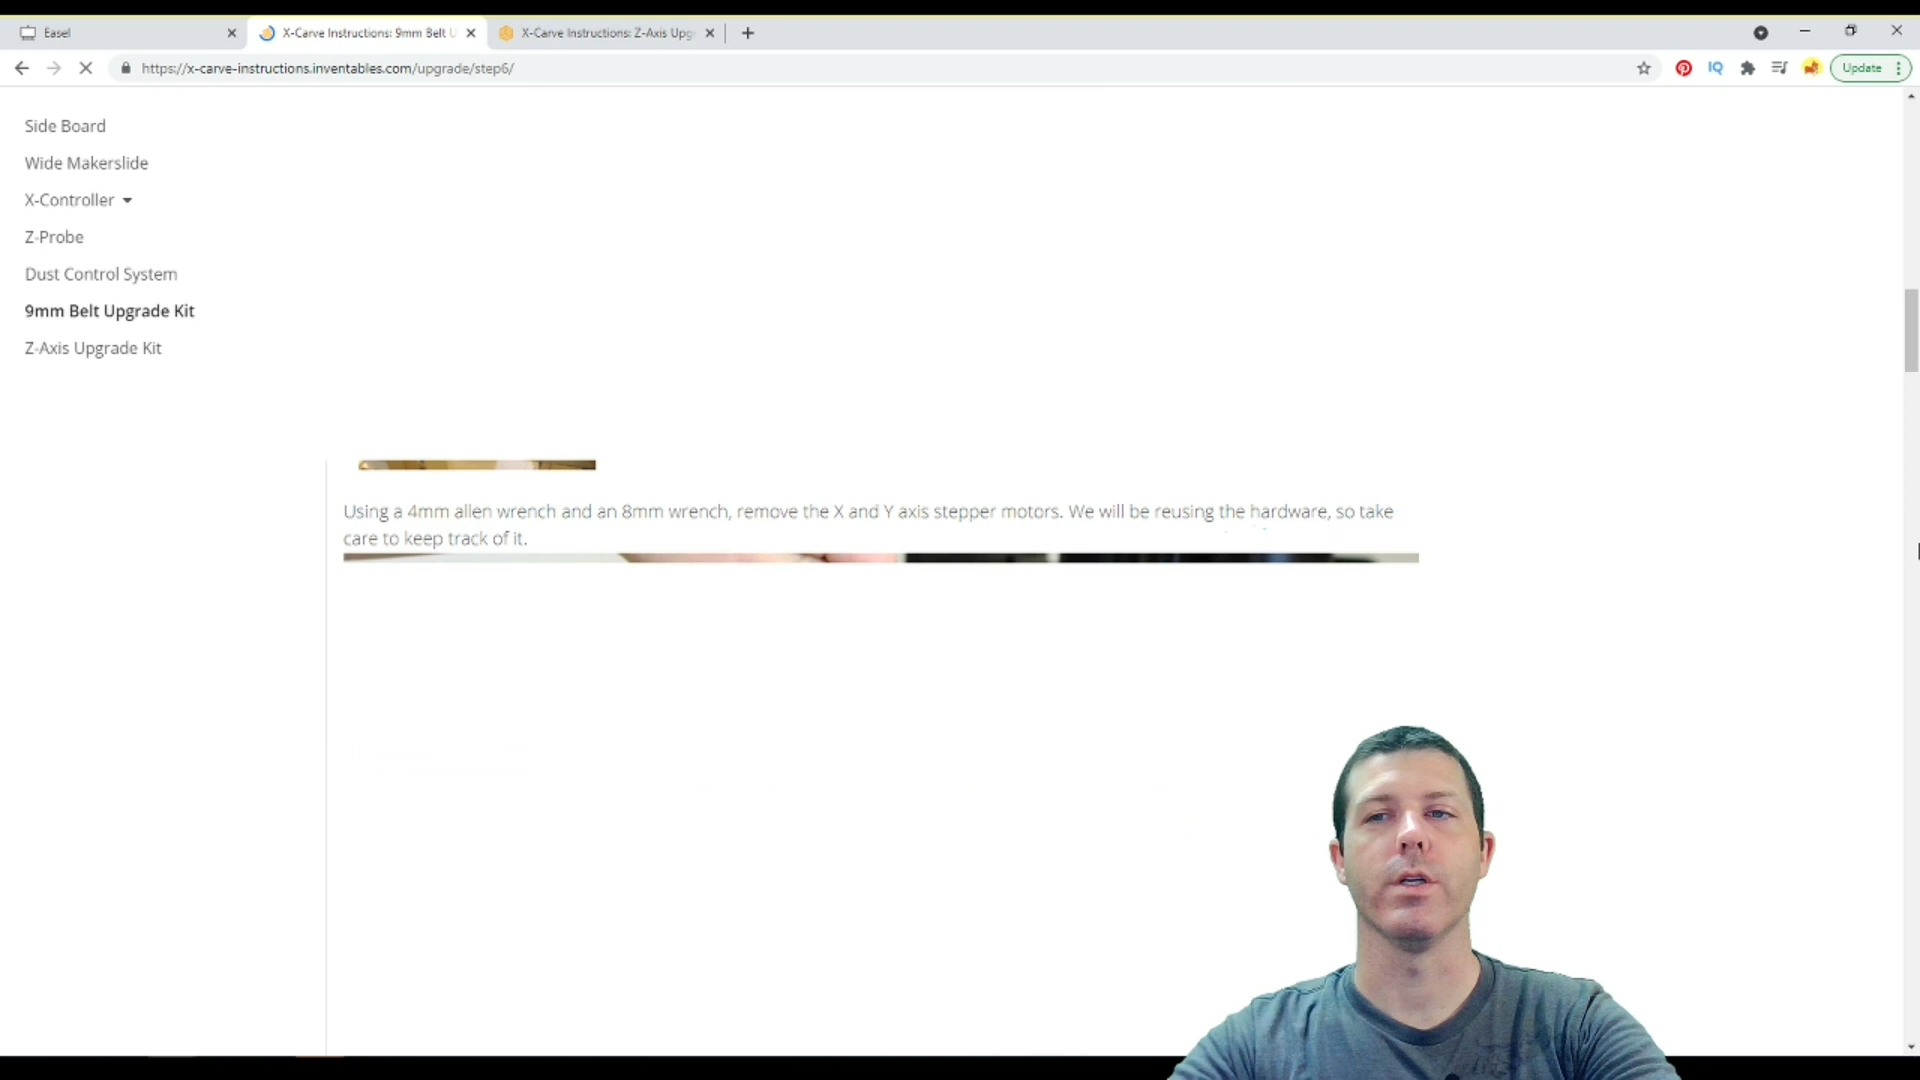 Easel
X-Carve Instructions: 9mm Belt U
X-Carve Instructions: Z-Axis Upg
https://x-carve-instructions.inventables.com/upgrade/step6/
IQ
Update
Side Board
Wide Makerslide
X-Controller
Z-Probe
Dust Control System
9mm Belt Upgrade Kit
Z-Axis Upgrade Kit
Using a 4mm allen wrench and an 8mm wrench, remove the X and Y axis stepper motors. We will be reusing the hardware, so take
care to keep track of it.